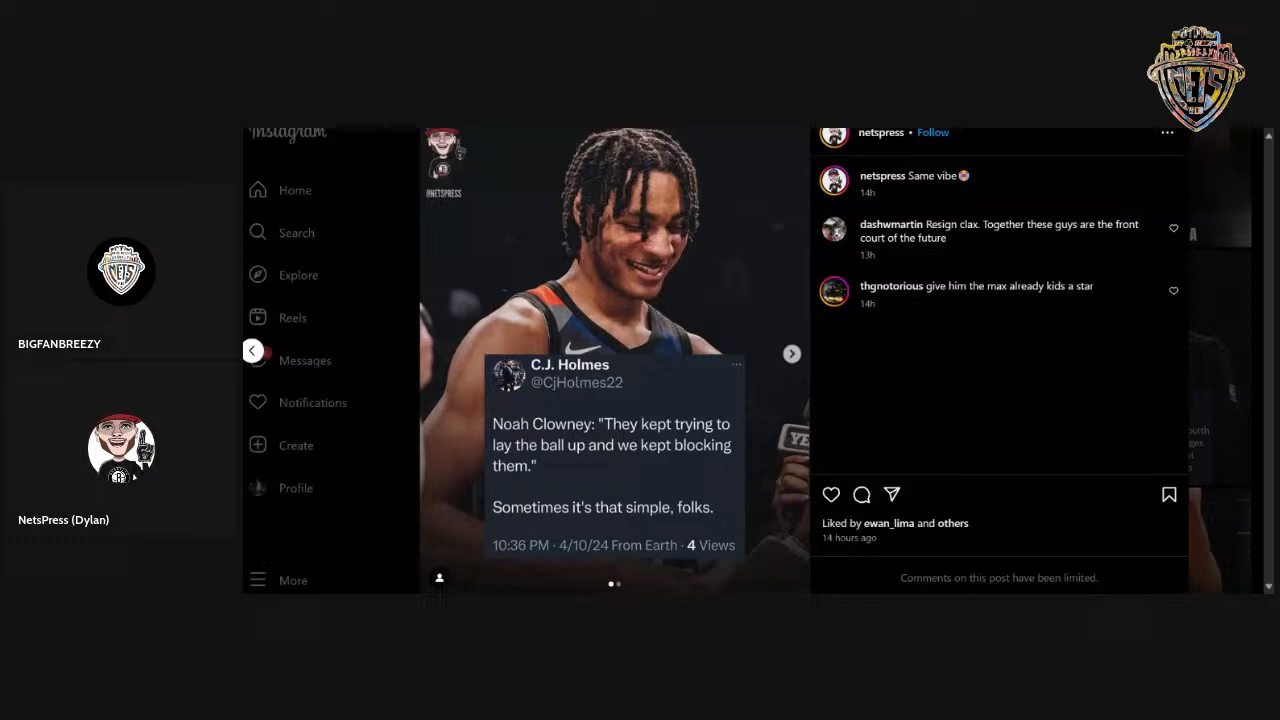 NETS
Instagram
Home
Search
Explore
Reels
Messages
Notifications
Create
Profile
More
BIGFANBREEZY
NetsPress (Dylan)
@NETSPRESS
C.J. Holmes
@CjHolmes22
Noah Clowney: "They kept trying to
lay the ball up and we kept blocking
them."
Sometimes it's that simple, folks.
10:36 PM · 4/10/24 From Earth · 4 Views
YE
netspress • Follow
netspress Same vibe
14h
dashwmartin Resign clax. Together these guys are the front
court of the future
13h
thgnotorious give him the max already kids a star
14h
Liked by ewan_lima and others
14 hours ago
Comments on this post have been limited.